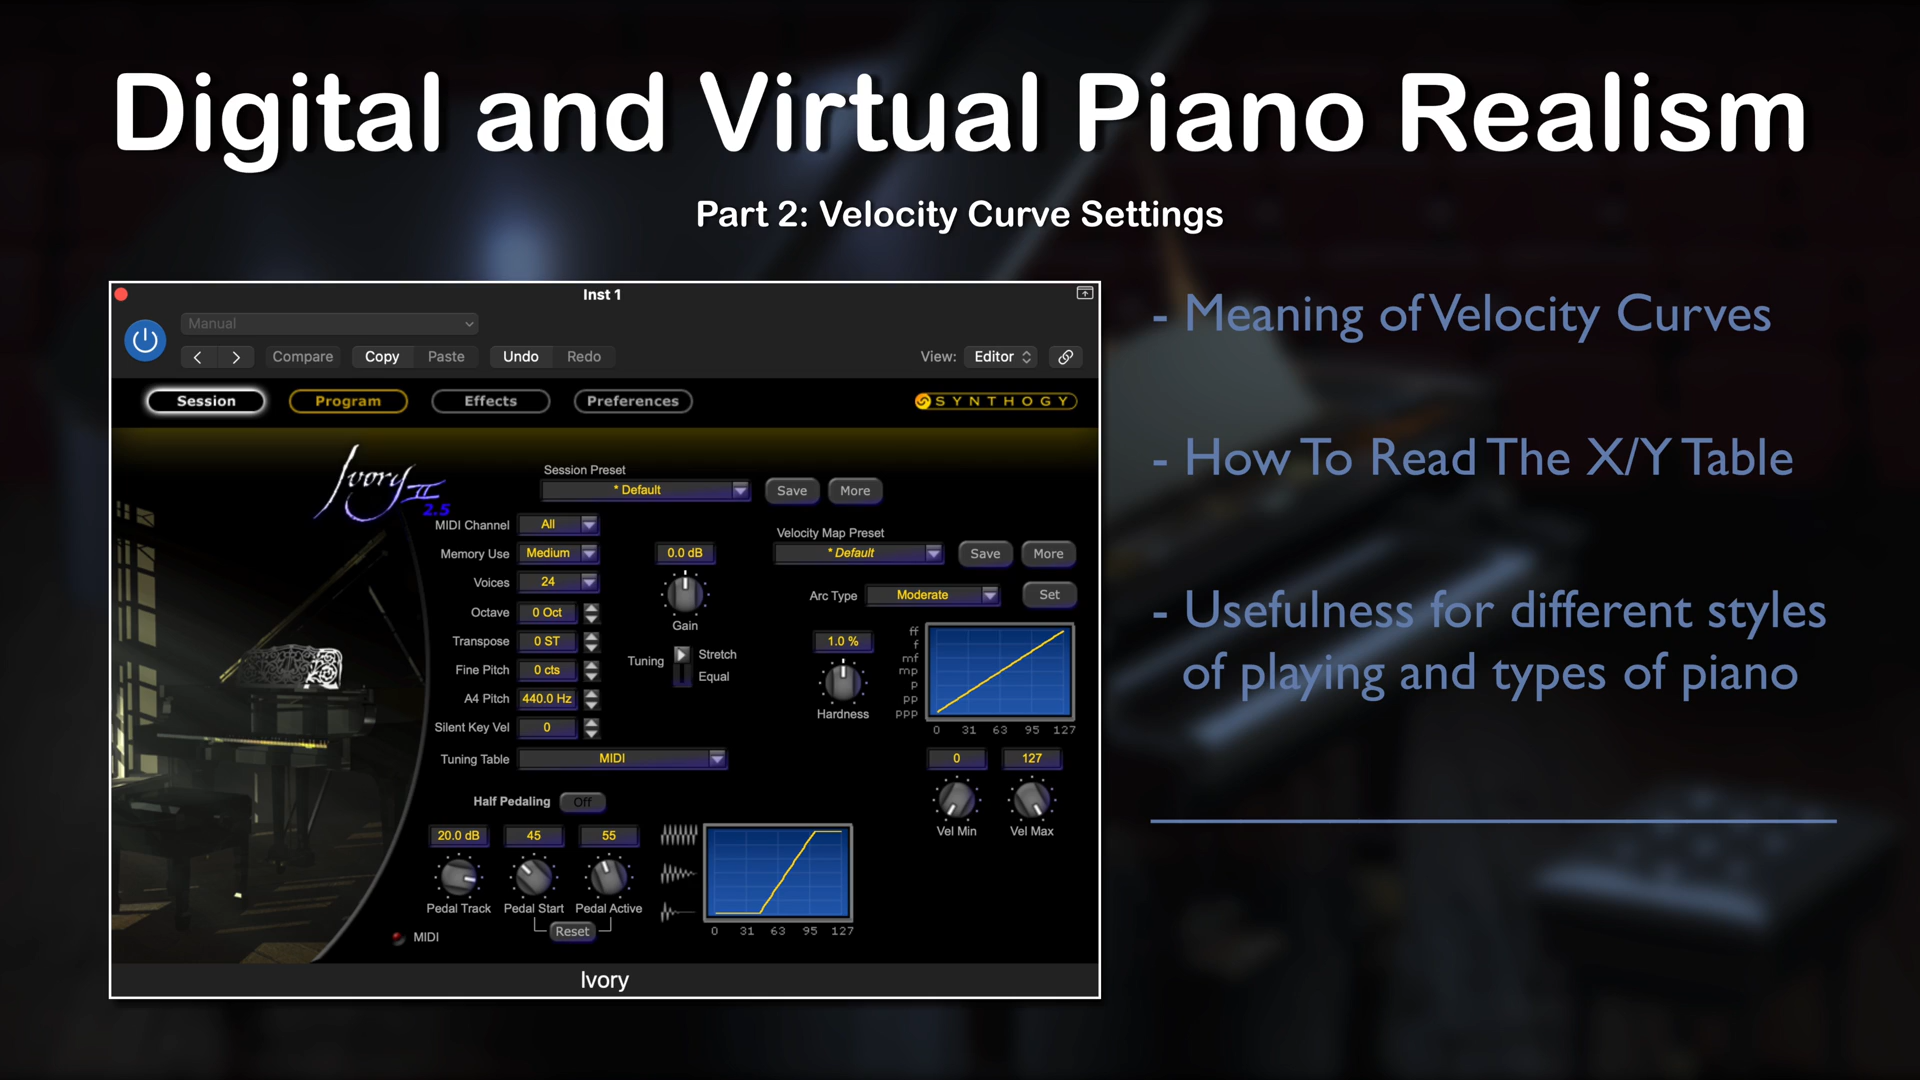 Digital and Virtual Piano Realism
Part 2: Velocity Curve Settings
Inst 1
Manual
Compare Copy Paste Undo Redo
View: Editor
Session Program Effects Preferences
SYNTHOGY
Ivory II
2.5
Session Preset
* Default Save More
MIDI Channel All
Memory Use Medium
Voices 24
Octave 0 Oct
Transpose 0 ST
Fine Pitch 0 cts
A4 Pitch 440.0 Hz
Silent Key Vel 0
Tuning Table MIDI
0.0 dB
Gain
Tuning Stretch
Equal
Velocity Map Preset
* Default Save More
Arc Type Moderate Set
1.0 %
Hardness
ff
f
mf
mp
p
pp
ppp
0 31 63 95 127
0 127
Vel Min Vel Max
Half Pedaling Off
20.0 dB 45 55
Pedal Track Pedal Start Pedal Active
Reset
0 31 63 95 127
MIDI
Ivory
- Meaning of Velocity Curves
- How To Read The X/Y Table
- Usefulness for different styles
of playing and types of piano